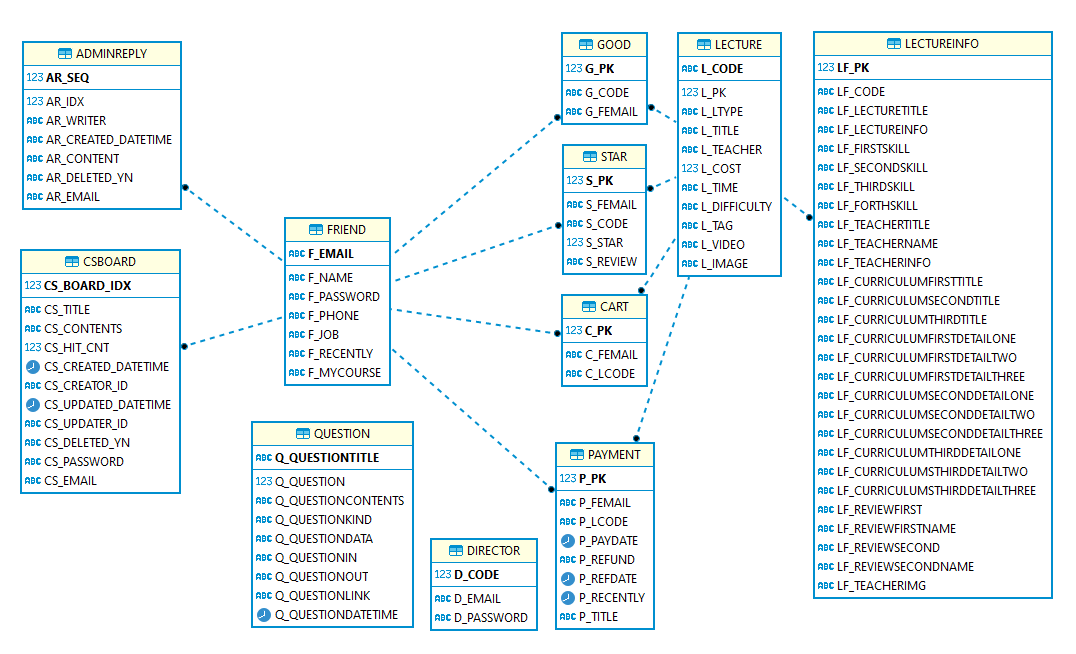 ADMINREPLY
123 AR_SEQ
123 AR_IDX
ABC AR_WRITER
ABC AR_CREATED_DATETIME
ABC AR_CONTENT
ABC AR_DELETED_YN
ABC AR_EMAIL
CSBOARD
123 CS_BOARD_IDX
ABC CS_TITLE
ABC CS_CONTENTS
123 CS_HIT_CNT
CS_CREATED_DATETIME
ABC CS_CREATOR_ID
CS_UPDATED_DATETIME
ABC CS_UPDATER_ID
ABC CS_DELETED_YN
ABC CS_PASSWORD
ABC CS_EMAIL
FRIEND
ABC F_EMAIL
ABC F_NAME
ABC F_PASSWORD
ABC F_PHONE
ABC F_JOB
ABC F_RECENTLY
ABC F_MYCOURSE
QUESTION
ABC Q_QUESTIONTITLE
123 Q_QUESTION
ABC Q_QUESTIONCONTENTS
ABC Q_QUESTIONKIND
ABC Q_QUESTIONDATA
ABC Q_QUESTIONIN
ABC Q_QUESTIONOUT
ABC Q_QUESTIONLINK
Q_QUESTIONDATETIME
DIRECTOR
123 D_CODE
ABC D_EMAIL
ABC D_PASSWORD
GOOD
123 G_PK
ABC G_CODE
ABC G_FEMAIL
STAR
123 S_PK
ABC S_FEMAIL
ABC S_CODE
123 S_STAR
ABC S_REVIEW
CART
123 C_PK
ABC C_FEMAIL
ABC C_LCODE
PAYMENT
123 P_PK
ABC P_FEMAIL
ABC P_LCODE
P_PAYDATE
ABC P_REFUND
P_REFDATE
P_RECENTLY
ABC P_TITLE
LECTURE
ABC L_CODE
123 L_PK
ABC L_LTYPE
ABC L_TITLE
ABC L_TEACHER
123 L_COST
ABC L_TIME
ABC L_DIFFICULTY
ABC L_TAG
ABC L_VIDEO
ABC L_IMAGE
LECTUREINFO
123 LF_PK
ABC LF_CODE
ABC LF_LECTURETITLE
ABC LF_LECTUREINFO
ABC LF_FIRSTSKILL
ABC LF_SECONDSKILL
ABC LF_THIRDSKILL
ABC LF_FORTHSKILL
ABC LF_TEACHERTITLE
ABC LF_TEACHERNAME
ABC LF_TEACHERINFO
ABC LF_CURRICULUMFIRSTTITLE
ABC LF_CURRICULUMSECONDTITLE
ABC LF_CURRICULUMTHIRDTITLE
ABC LF_CURRICULUMFIRSTDETAILONE
ABC LF_CURRICULUMFIRSTDETAILTWO
ABC LF_CURRICULUMFIRSTDETAILTHREE
ABC LF_CURRICULUMSECONDDETAILONE
ABC LF_CURRICULUMSECONDDETAILTWO
ABC LF_CURRICULUMSECONDDETAILTHREE
ABC LF_CURRICULUMTHIRDDETAILONE
ABC LF_CURRICULUMSTHIRDDETAILTWO
ABC LF_CURRICULUMSTHIRDDETAILTHREE
ABC LF_REVIEWFIRST
ABC LF_REVIEWFIRSTNAME
ABC LF_REVIEWSECOND
ABC LF_REVIEWSECONDNAME
ABC LF_TEACHERIMG